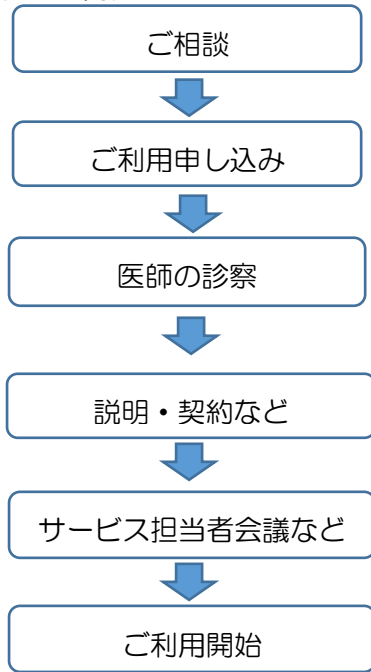 ご相談
ご利用申し込み
医師の診察
説明・契約など
サービス担当者会議など
ご利用開始